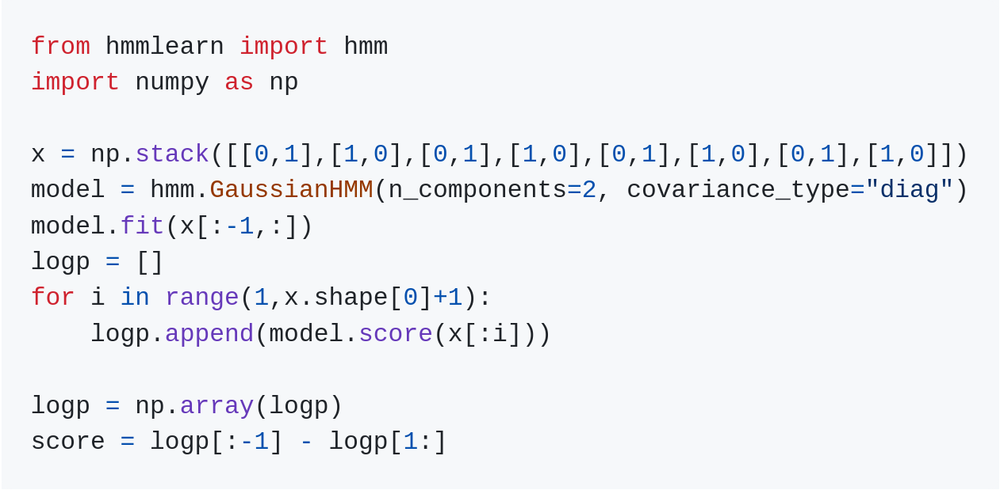 from hmmlearn import hmm
import numpy as np

x = np.stack([[0,1],[1,0],[0,1],[1,0],[0,1],[1,0],[0,1],[1,0]])
model = hmm.GaussianHMM(n_components=2, covariance_type="diag")
model.fit(x[:-1,:])
logp = []
for i in range(1,x.shape[0]+1):
    logp.append(model.score(x[:i]))

logp = np.array(logp)
score = logp[:-1] - logp[1:]